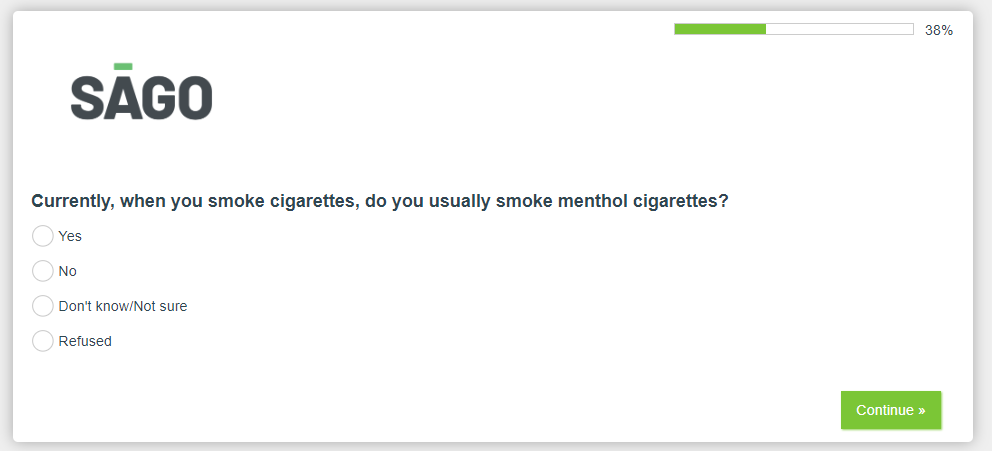 38%
SĀGO
Currently, when you smoke cigarettes, do you usually smoke menthol cigarettes?
Yes
No
Don't know/Not sure
Refused
Continue »